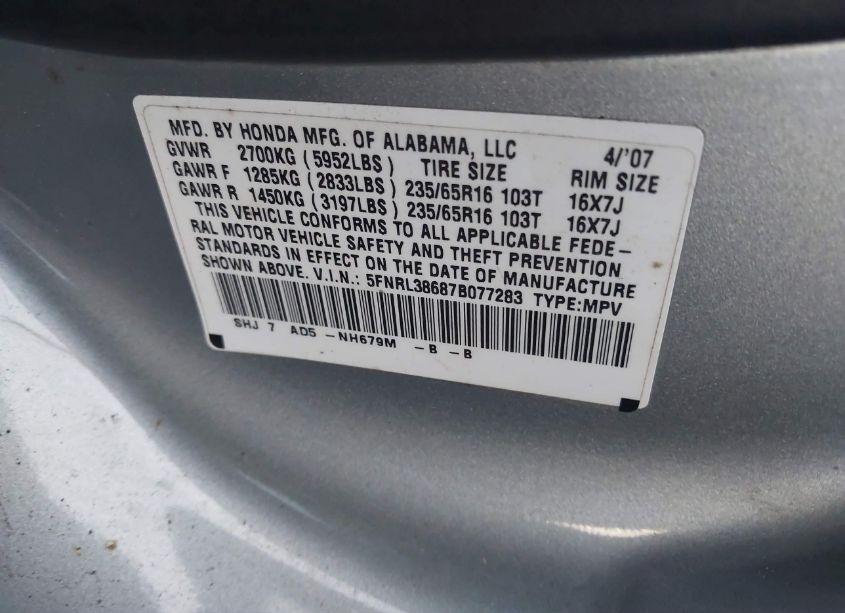 MFD. BY HONDA MFG. OF ALABAMA, LLC 4/'07
GVWR 2700KG (5952LBS) TIRE SIZE RIM SIZE
GAWR F 1285KG (2833LBS) 235/65R16 103T 16X7J
GAWR R 1450KG (3197LBS) 235/65R16 103T 16X7J
THIS VEHICLE CONFORMS TO ALL APPLICABLE FEDE-
RAL MOTOR VEHICLE SAFETY AND THEFT PREVENTION
STANDARDS IN EFFECT ON THE DATE OF MANUFACTURE
SHOWN ABOVE. V.I.N.: 5FNRL38687B077283 TYPE:MPV
SHJ 7 AD5 -NH679M -B -B